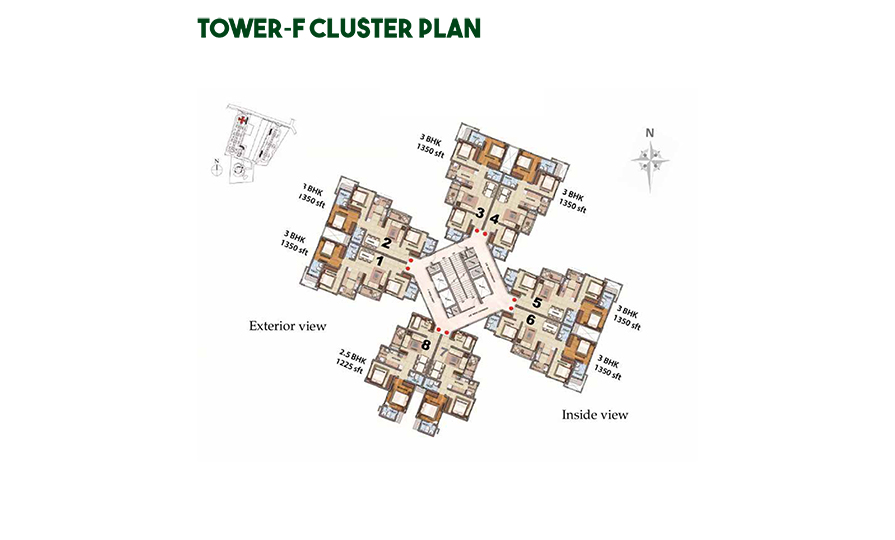 TOWER-F CLUSTER PLAN
N
N
3 BHK
1350 sft
3 BHK
1350 sft
3 BHK
1350 sft
3 BHK
1350 sft
3
4
2
1
5
6
8
7
3 BHK
1350 sft
3 BHK
1350 sft
2.5 BHK
1225 sft
Exterior view
Inside view